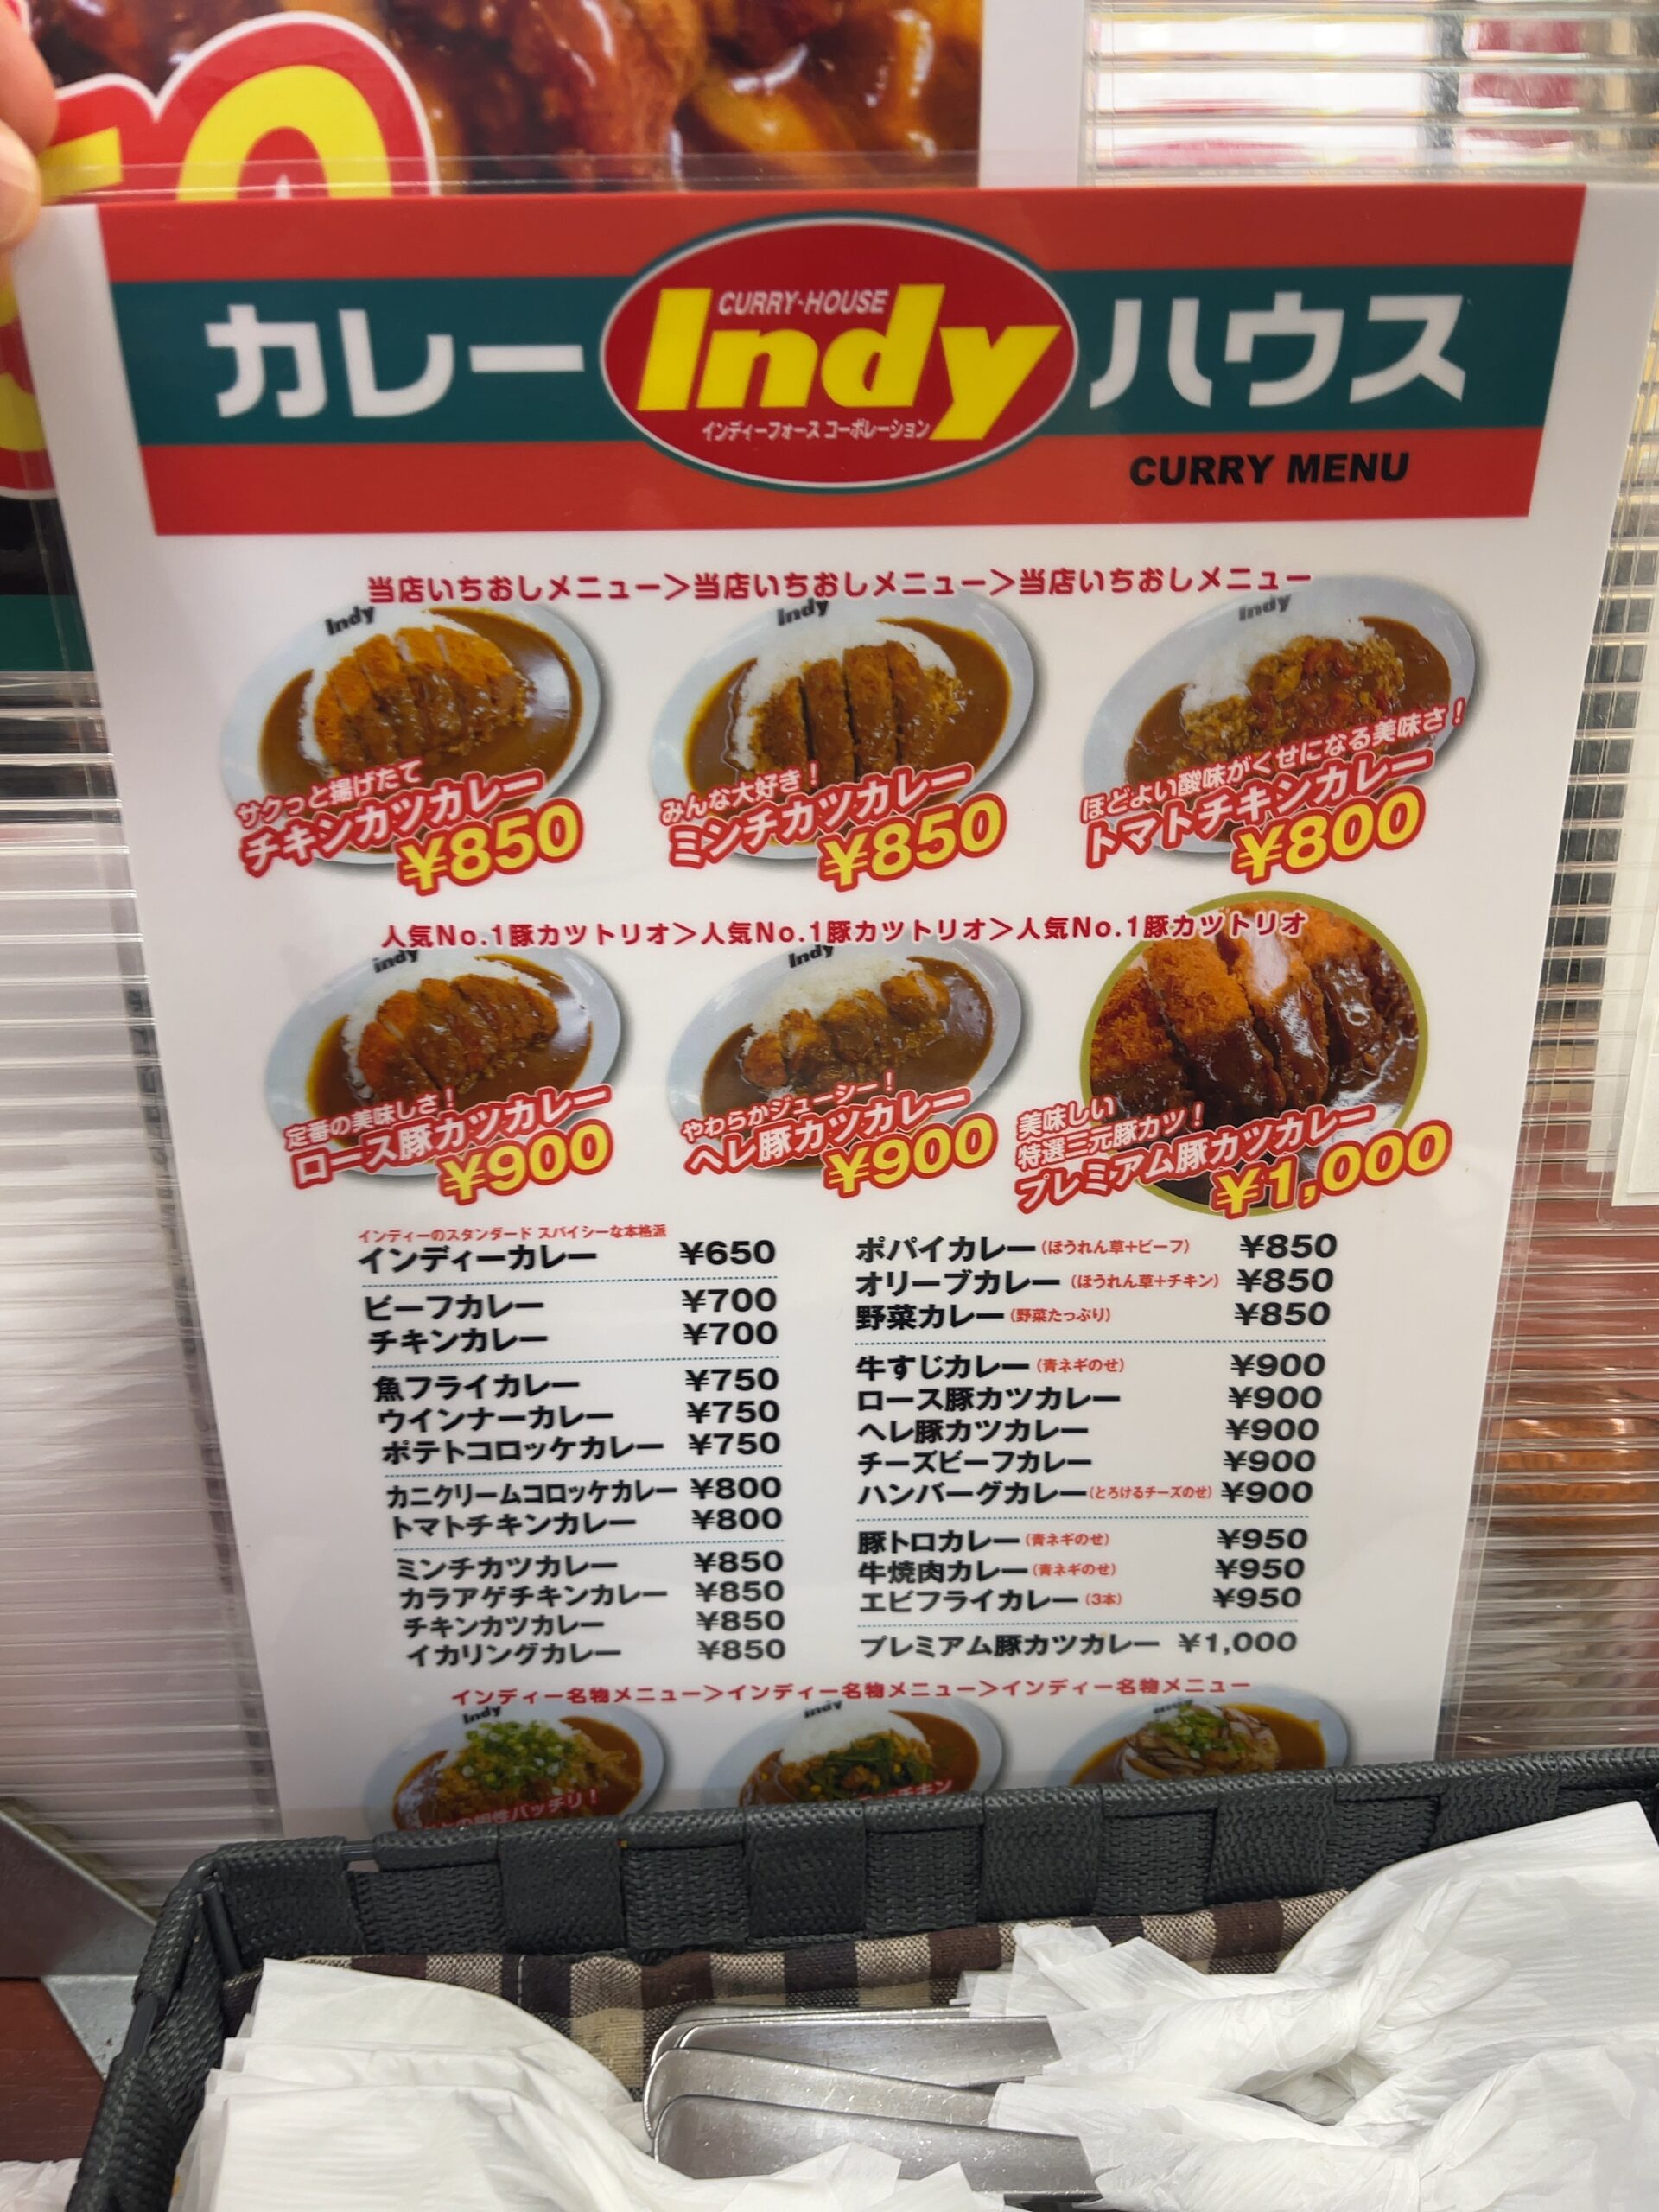 50
カレー
CURRY-HOUSE
Indy
インディーフォース コーポレーション
ハウス
CURRY MENU
当店いちおしメニュー＞当店いちおしメニュー＞当店いちおしメニュー
Indy
サクっと揚げたて
チキンカツカレー
¥850
Indy
みんな大好き！
ミンチカツカレー
¥850
Indy
ほどよい酸味がくせになる美味さ！
トマトチキンカレー
¥800
人気No.1豚カツトリオ＞人気No.1豚カツトリオ＞人気No.1豚カツトリオ
indy
定番の美味しさ！
ロース豚カツカレー
¥900
Indy
やわらかジューシー！
ヘレ豚カツカレー
¥900
美味しい
特選三元豚カツ！
プレミアム豚カツカレー
¥1,000
インディーのスタンダード スパイシーな本格派
インディーカレー ¥650
ビーフカレー ¥700
チキンカレー ¥700
魚フライカレー ¥750
ウインナーカレー ¥750
ポテトコロッケカレー ¥750
カニクリームコロッケカレー ¥800
トマトチキンカレー ¥800
ミンチカツカレー ¥850
カラアゲチキンカレー ¥850
チキンカツカレー ¥850
イカリングカレー ¥850
ポパイカレー（ほうれん草+ビーフ） ¥850
オリーブカレー（ほうれん草+チキン） ¥850
野菜カレー（野菜たっぷり） ¥850
牛すじカレー（青ネギのせ） ¥900
ロース豚カツカレー ¥900
ヘレ豚カツカレー ¥900
チーズビーフカレー ¥900
ハンバーグカレー（とろけるチーズのせ） ¥900
豚トロカレー（青ネギのせ） ¥950
牛焼肉カレー（青ネギのせ） ¥950
エビフライカレー（3本） ¥950
プレミアム豚カツカレー ¥1,000
インディー名物メニュー＞インディー名物メニュー＞インディー名物メニュー
Indy
の相性バッチリ！
indy
チキン